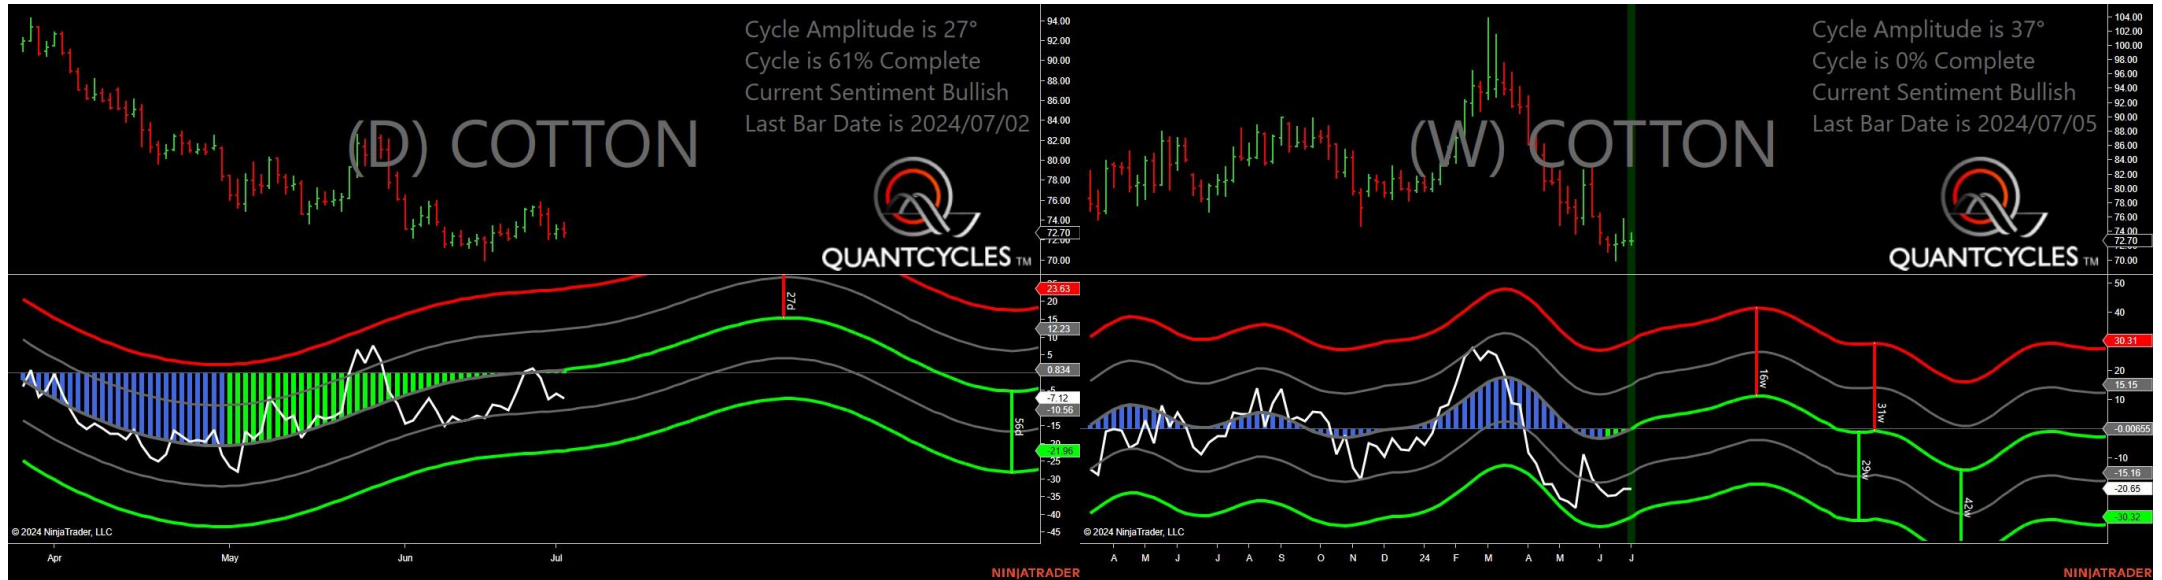 Cycle Amplitude is 27°
Cycle is 61% Complete
Current Sentiment Bullish
Last Bar Date is 2024/07/02
(D) COTTON
QUANTCYCLES TM
94.00
92.00
90.00
88.00
86.00
84.00
82.00
80.00
78.00
76.00
74.00
72.70
72.00
70.00
23.63
20
15
12.23
10
5
0.834
-5
-7.12
-10.56
-15
-20
-21.96
-25
-30
-35
-40
-45
27d
56d
© 2024 NinjaTrader, LLC
Apr May Jun Jul
NINJATRADER
Cycle Amplitude is 37°
Cycle is 0% Complete
Current Sentiment Bullish
Last Bar Date is 2024/07/05
(W) COTTON
QUANTCYCLES TM
104.00
102.00
100.00
98.00
96.00
94.00
92.00
90.00
88.00
86.00
84.00
82.00
80.00
78.00
76.00
74.00
72.70
70.00
50
40
30.31
20
15.15
10
-0.00655
-10
-15.16
-20.65
-30.32
16w
31w
29w
42w
© 2024 NinjaTrader, LLC
A M J J A S O N D 24 F M A M J J
NINJATRADER